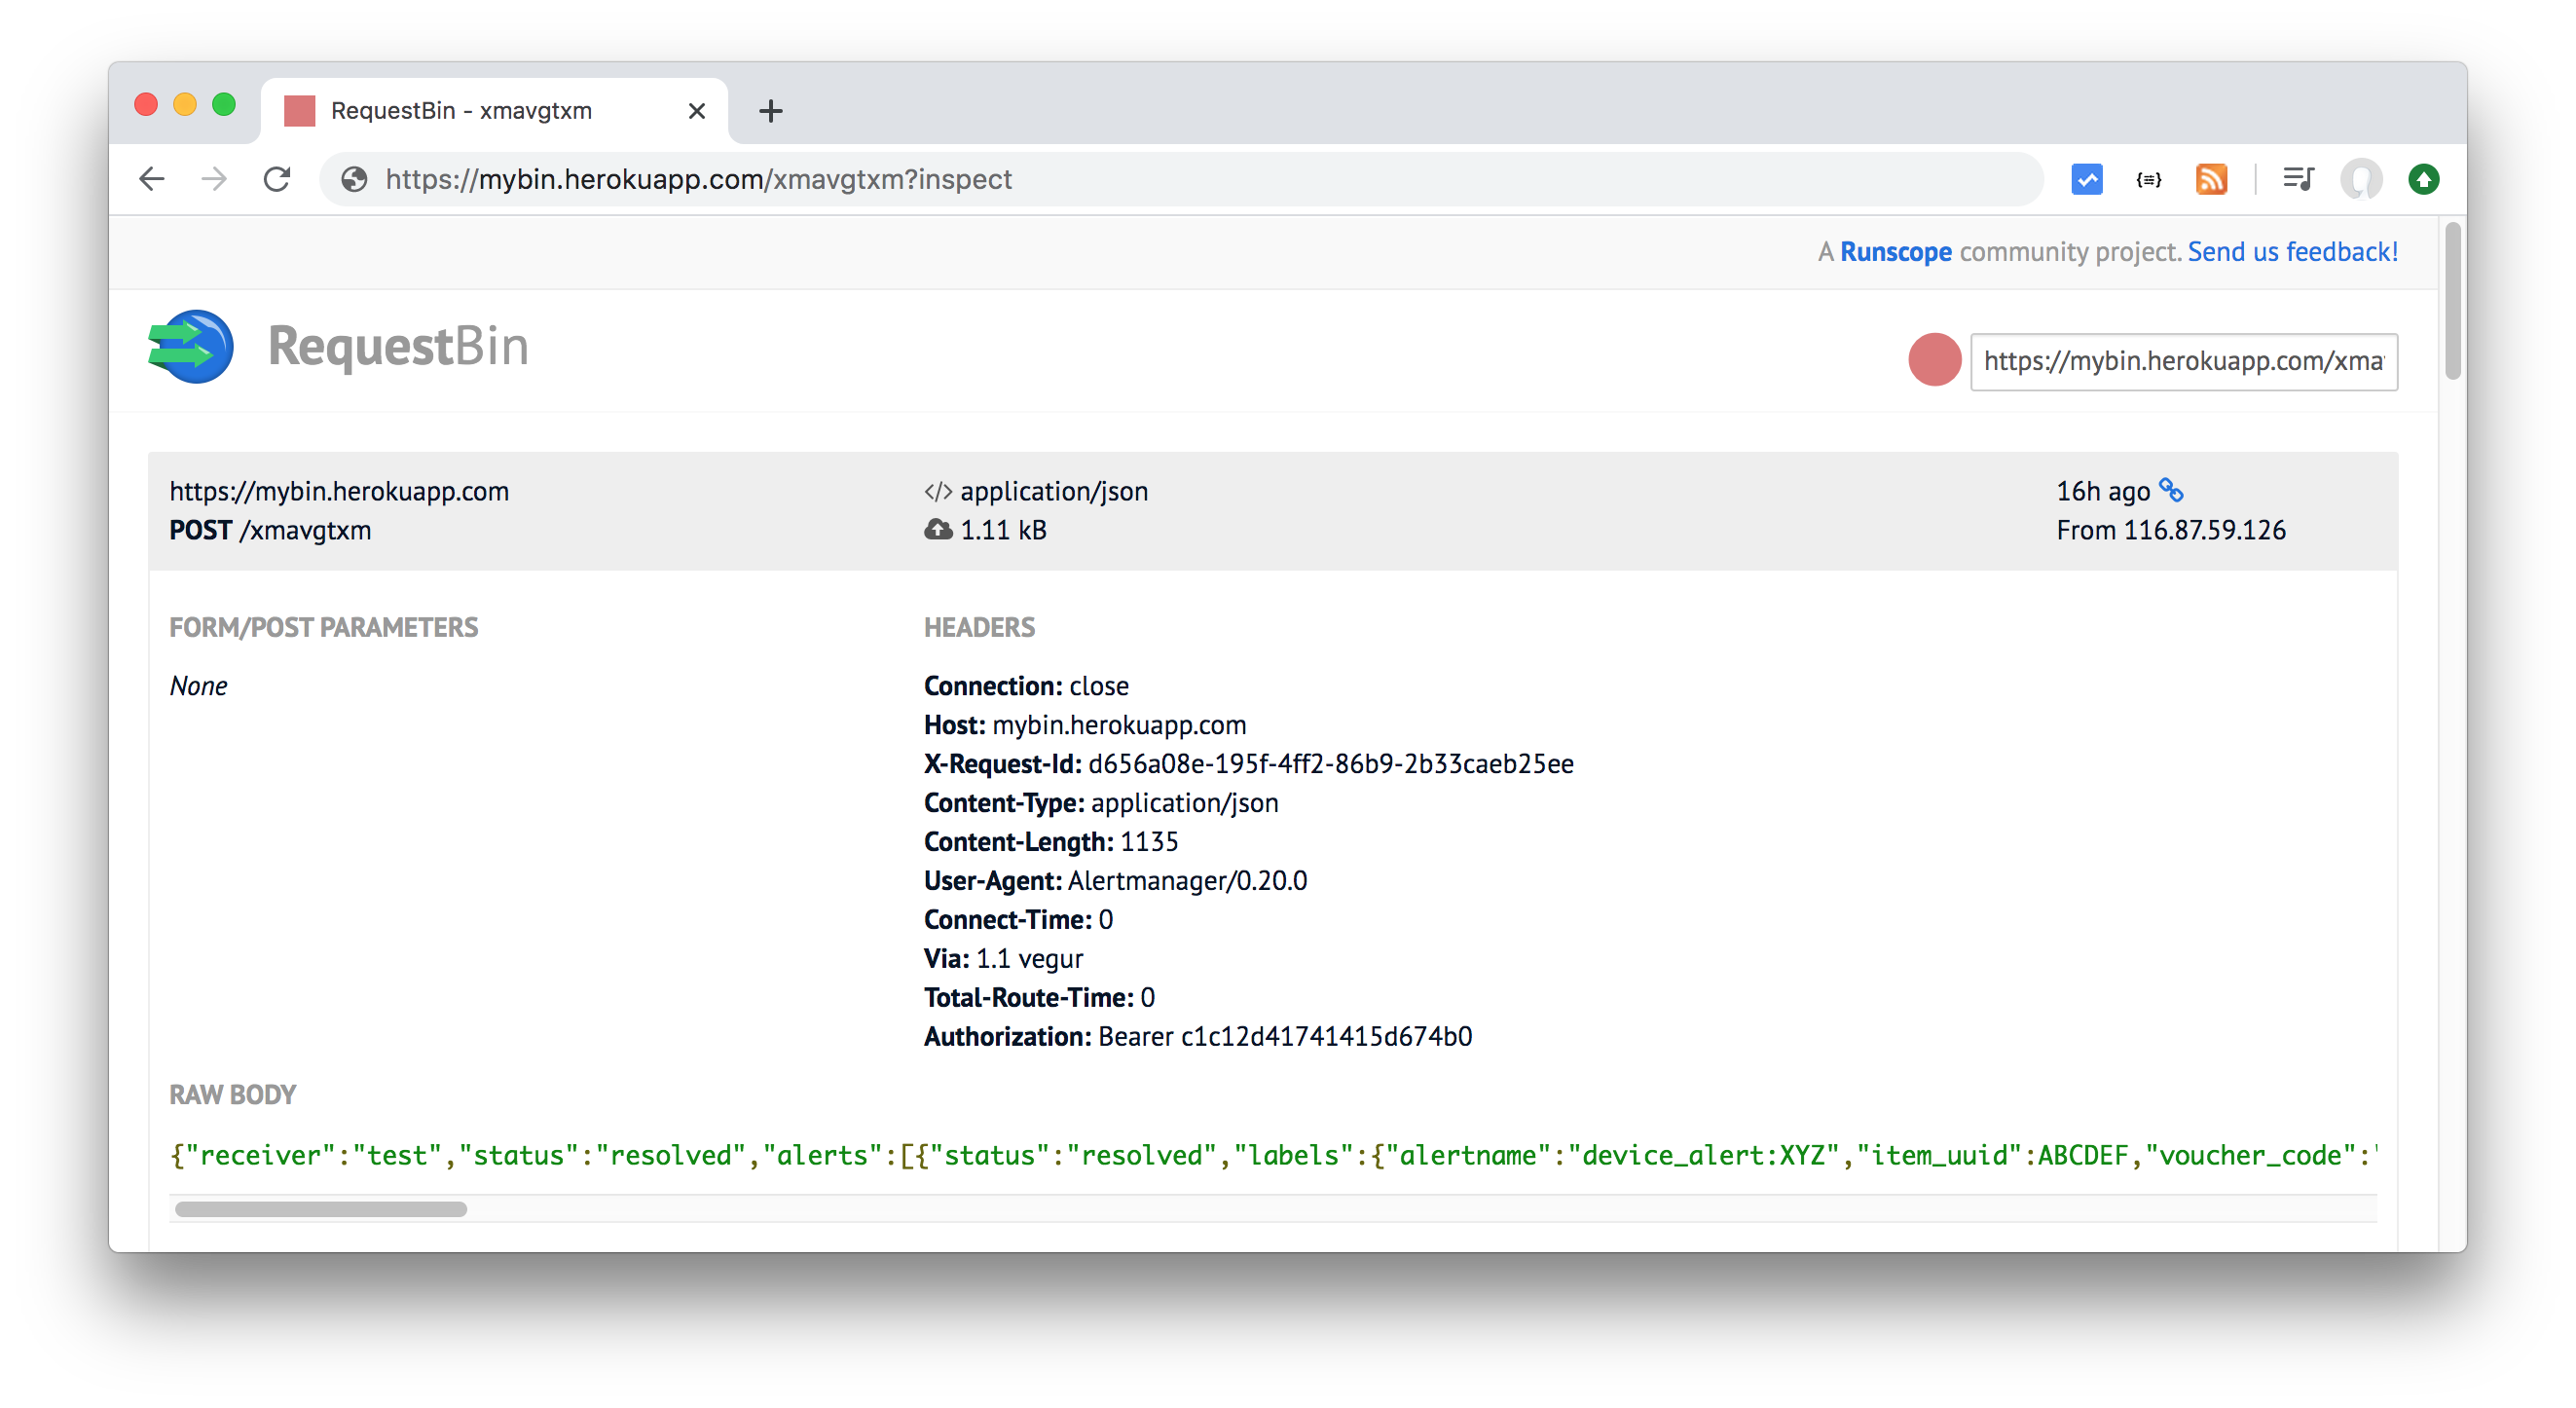 RequestBin - xmavgtxm
https://mybin.herokuapp.com/xmavgtxm?inspect
A Runscope community project. Send us feedback!
RequestBin
https://mybin.herokuapp.com/xma
https://mybin.herokuapp.com
POST /xmavgtxm
application/json
1.11 kB
16h ago
From 116.87.59.126
FORM/POST PARAMETERS
None
HEADERS
Connection: close
Host: mybin.herokuapp.com
X-Request-Id: d656a08e-195f-4ff2-86b9-2b33caeb25ee
Content-Type: application/json
Content-Length: 1135
User-Agent: Alertmanager/0.20.0
Connect-Time: 0
Via: 1.1 vegur
Total-Route-Time: 0
Authorization: Bearer c1c12d41741415d674b0
RAW BODY
{"receiver":"test","status":"resolved","alerts":[{"status":"resolved","labels":{"alertname":"device_alert:XYZ","item_uuid":ABCDEF,"voucher_code":"